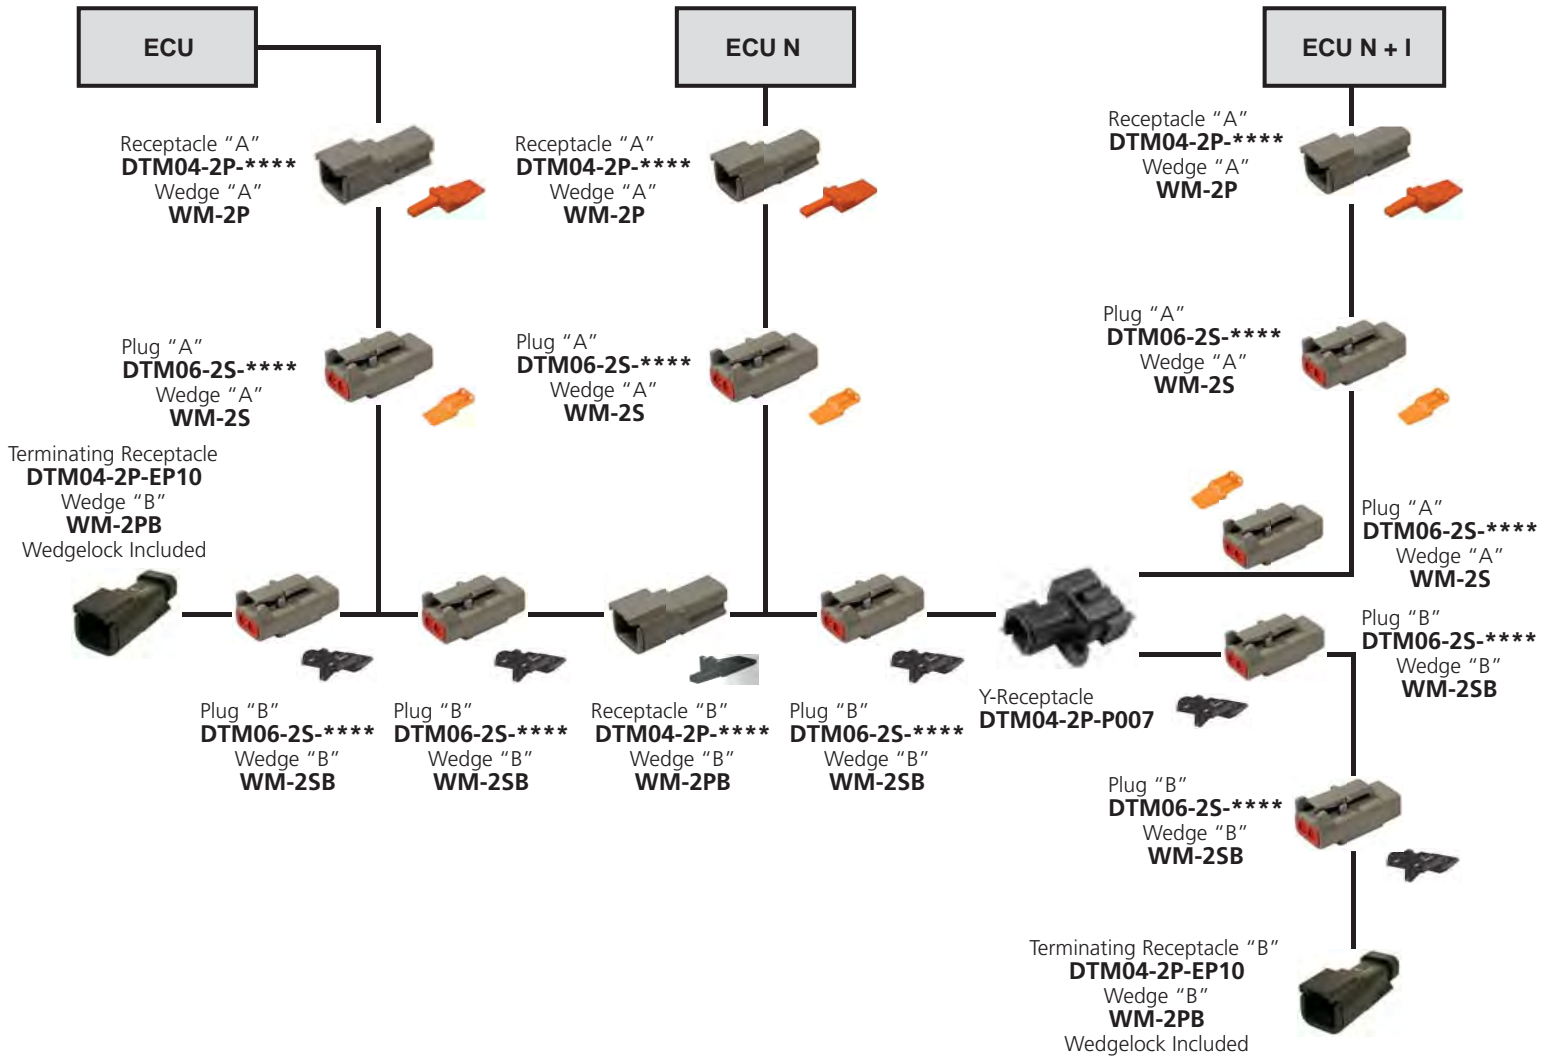 ECU
ECU N
ECU N + I
Receptacle “A”
DTM04-2P-****
Wedge “A”
WM-2P
Receptacle “A”
DTM04-2P-****
Wedge “A”
WM-2P
Receptacle “A”
DTM04-2P-****
Wedge “A”
WM-2P
Plug “A”
DTM06-2S-****
Wedge “A”
WM-2S
Plug “A”
DTM06-2S-****
Wedge “A”
WM-2S
Plug “A”
DTM06-2S-****
Wedge “A”
WM-2S
Terminating Receptacle
DTM04-2P-EP10
Wedge “B”
WM-2PB
Wedgelock Included
Plug “A”
DTM06-2S-****
Wedge “A”
WM-2S
Plug “B”
DTM06-2S-****
Wedge “B”
WM-2SB
Plug “B”
DTM06-2S-****
Wedge “B”
WM-2SB
Plug “B”
DTM06-2S-****
Wedge “B”
WM-2SB
Receptacle “B”
DTM04-2P-****
Wedge “B”
WM-2PB
Plug “B”
DTM06-2S-****
Wedge “B”
WM-2SB
Y-Receptacle
DTM04-2P-P007
Plug “B”
DTM06-2S-****
Wedge “B”
WM-2SB
Terminating Receptacle “B”
DTM04-2P-EP10
Wedge “B”
WM-2PB
Wedgelock Included